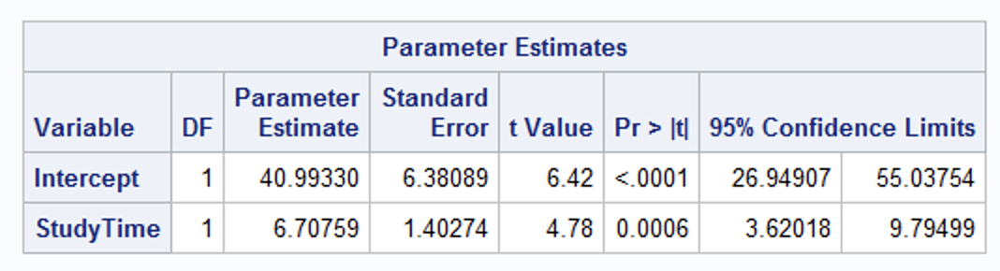 Parameter Estimates
Variable DF Parameter Estimate Standard Error t Value Pr > |t| 95% Confidence Limits
Intercept 1 40.99330 6.38089 6.42 <.0001 26.94907 55.03754
StudyTime 1 6.70759 1.40274 4.78 0.0006 3.62018 9.79499